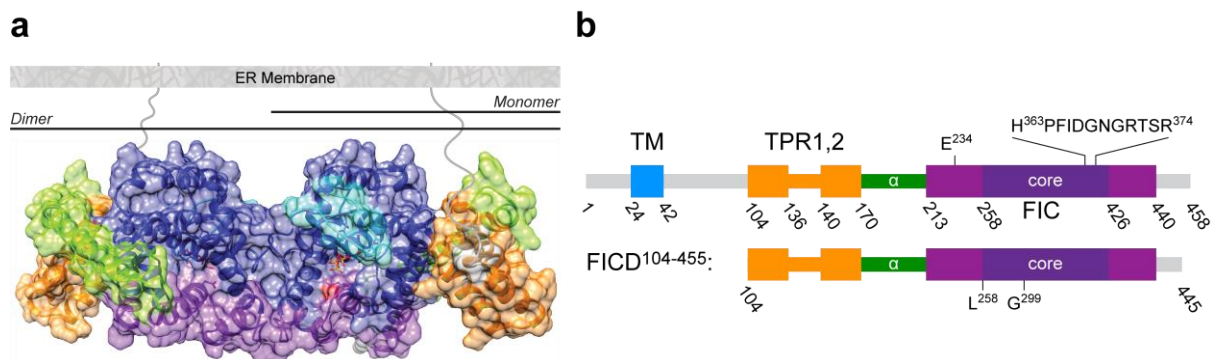 a
b
ER Membrane
Monomer
Dimer
H³⁶³PFIDGNGRTSR³⁷⁴
TM
TPR1,2
E²³⁴
α
core
FIC
1
24
42
104
136
140
170
213
258
426
440
458
FICD¹⁰⁴⁻⁴⁵⁵:
α
core
104
L²⁵⁸
G²⁹⁹
445